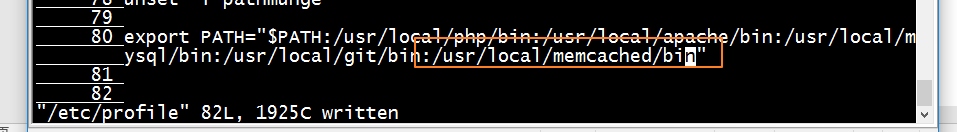 78 unset -f pathmunge
79
80 export PATH="$PATH:/usr/local/php/bin:/usr/local/apache/bin:/usr/local/m
ysql/bin:/usr/local/git/bin:/usr/local/memcached/bin"
81
82
"/etc/profile" 82L, 1925C written